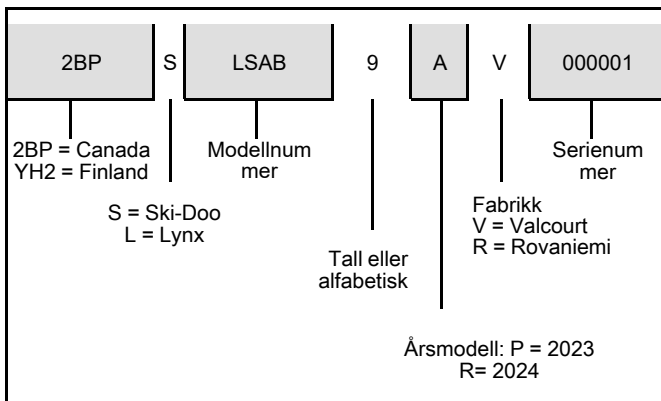 2BP S LSAB 9 A V 000001
2BP = Canada
YH2 = Finland
Modellnum
mer
Serienum
mer
S = Ski-Doo
L = Lynx
Fabrikk
V = Valcourt
R = Rovaniemi
Tall eller
alfabetisk
Årsmodell: P = 2023
R= 2024